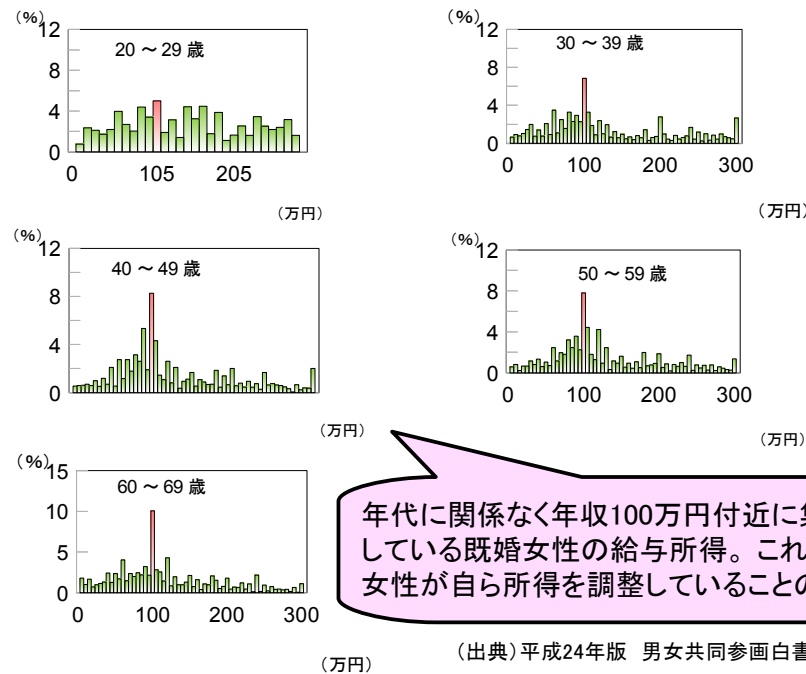 (%)
12
8
4
0
20 ～ 29 歳
0 105 205
（万円）
(%)
12
8
4
0
30 ～ 39 歳
0 100 200 300
（万円）
(%)
12
8
4
0
40 ～ 49 歳
（万円）
(%)
12
8
4
0
50 ～ 59 歳
0 100 200 300
（万円）
(%)
15
10
5
0
60 ～ 69 歳
0 100 200 300
（万円）
年代に関係なく年収100万円付近に
している既婚女性の給与所得。これ
女性が自ら所得を調整していることの
（出典）平成24年版 男女共同参画白書